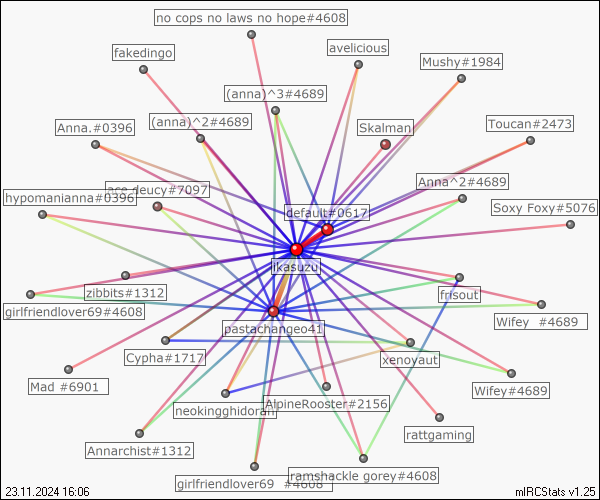 no cops no laws no hope#4608
fakedingo
avelicious
Mushy#1984
(anna)^3#4689
Anna.#0396
(anna)^2#4689
Skalman
Toucan#2473
hypomanianna#0396
ace deucy#7097
Anna^2#4689
default#0617
Soxy Foxy#5076
likasuzu
zibbits#1312
frisout
girlfriendlover69#4608
pastachangeo41
Wifey #4689
Cypha#1717
xenovaut
Mad #6901
neokingghidorah
AlpineRooster#2156
Wifey#4689
rattgaming
Annarchist#1312
girlfriendlover69 #4608
ramshackle gorey#4608
23.11.2024 16:06
mIRCStats v1.25